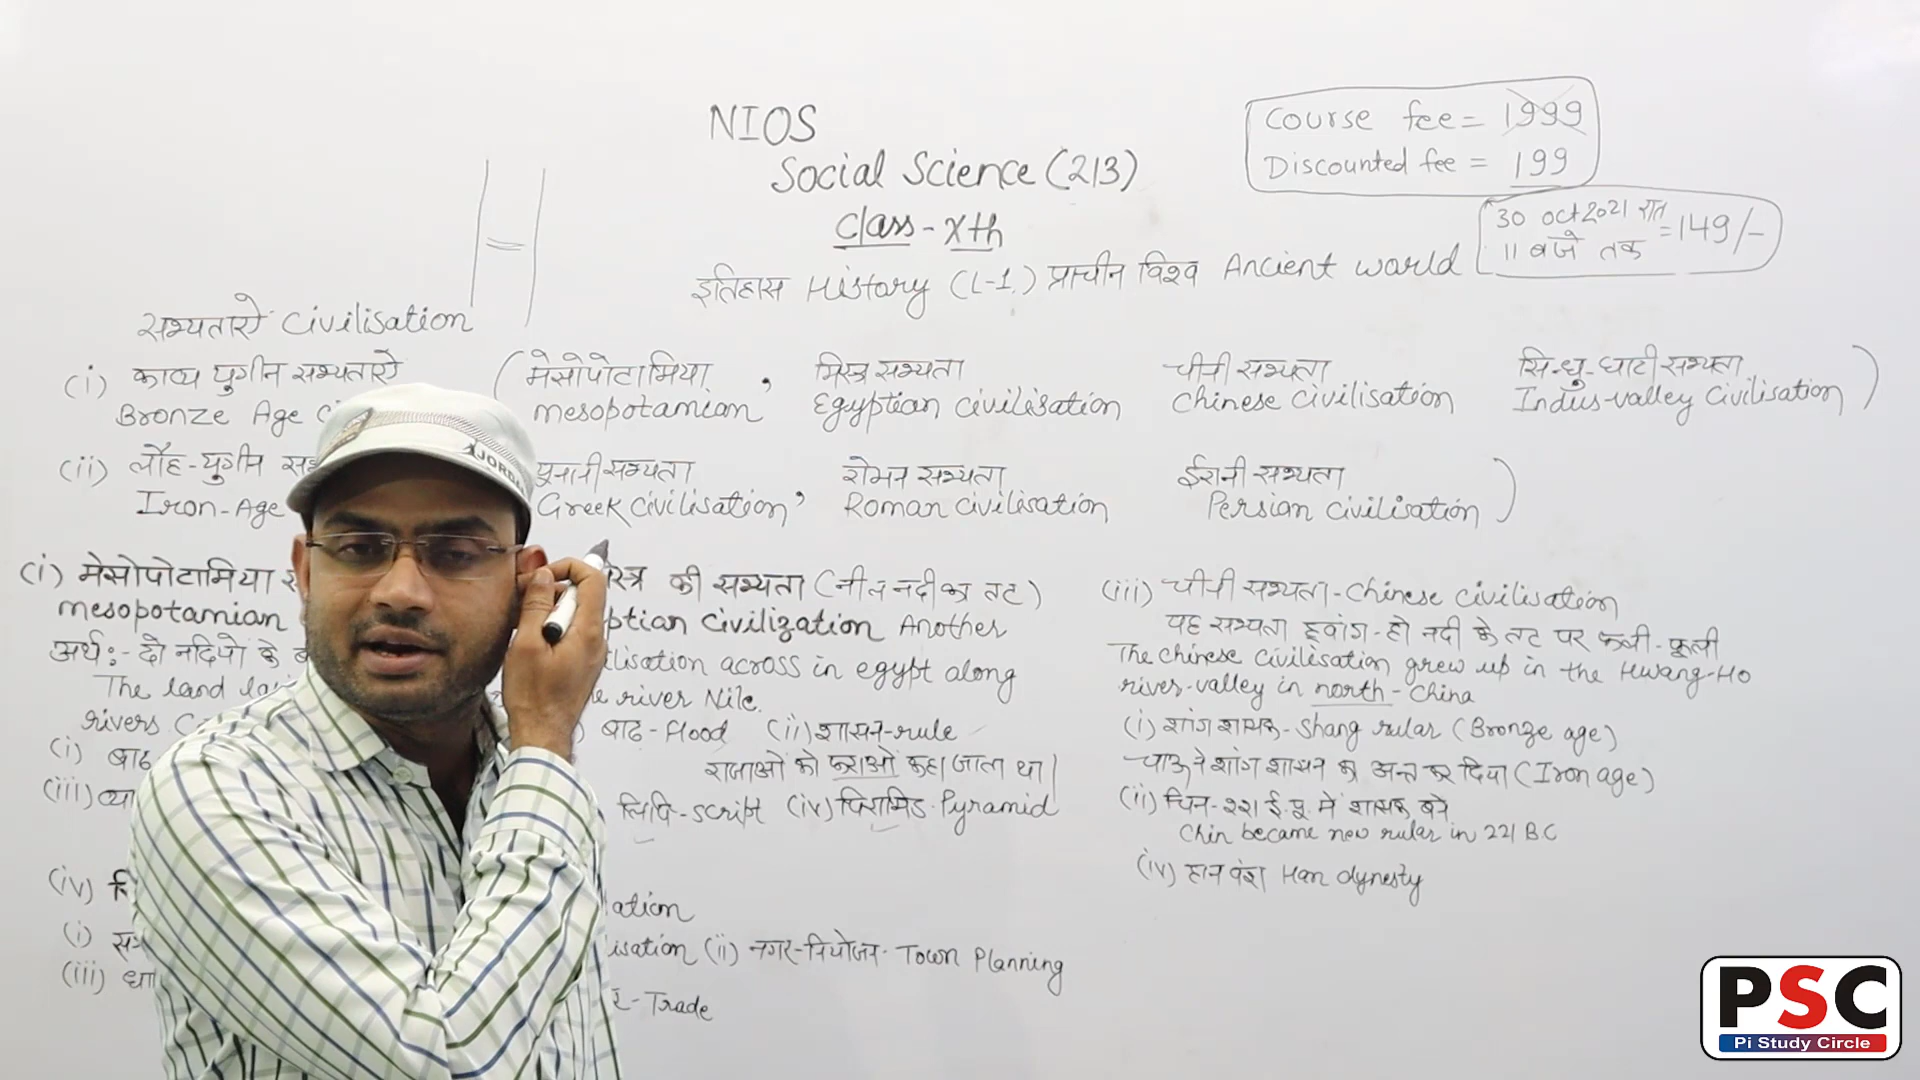 NIOS
Social Science (213)
Class - Xth
इतिहास History (L-1.) प्राचीन विश्व Ancient world
Course fee = 1999
Discounted fee = 199
30 Oct 2021 रात
11 बजे तक = 149/-
सभ्यताऐ Civilisation
(i) काव्य युगीन सभ्यताऐ ( मेसोपोटामिया, मिस्त्र सभ्यता चीनी सभ्यता सिन्धु-घाटी सभ्यता )
Bronze Age Mesopotamian Egyptian Civilisation Chinese Civilisation Indus-valley Civilisation
(ii) लौह-युगीन यूनानी सभ्यता रोमन सभ्यता ईरानी सभ्यता )
Iron-Age Greek Civilisation, Roman Civilisation Persian Civilisation
JORD
(i) मेसोपोटामिया
Mesopotamian
अर्थ:- दो नदियो के
The land
rivers
(i) बाढ
(iii)
की सभ्यता (नील नदी का तट)
ptian Civilization Another
ilisation across in egypt along
river Nile.
बाढ - flood (ii) शासन-rule
राजाओं को फराओं कहा जाता था।
लिपि-script (iv) पिरामिड-Pyramid
(iii) चीनी सभ्यता-Chinese Civilisation
यह सभ्यता ह्वांग-हो नदी के तट पर फली-फूली
The Chinese Civilisation grew up in the Hwang-Ho
river-valley in north-China
(i) शांग शासक-Shang rular (Bronze age)
चाऊ ने शांग शासन का अन्त कर दिया (Iron age)
(ii) चिन-221 ई.पू. में शासक बने
Chin became new rular in 221 BC
(iv) हान वंश Han dynesty
(iv)
ation
(i)
isation (ii) नगर-नियोजन-Town Planning
(iii)
-Trade
PSC
Pi Study Circle